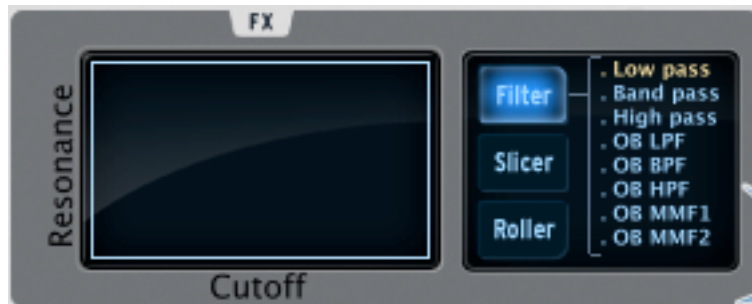 FX
Resonance
Cutoff
Filter
Slicer
Roller
. Low pass
. Band pass
. High pass
. OB LPF
. OB BPF
. OB HPF
. OB MMF1
. OB MMF2